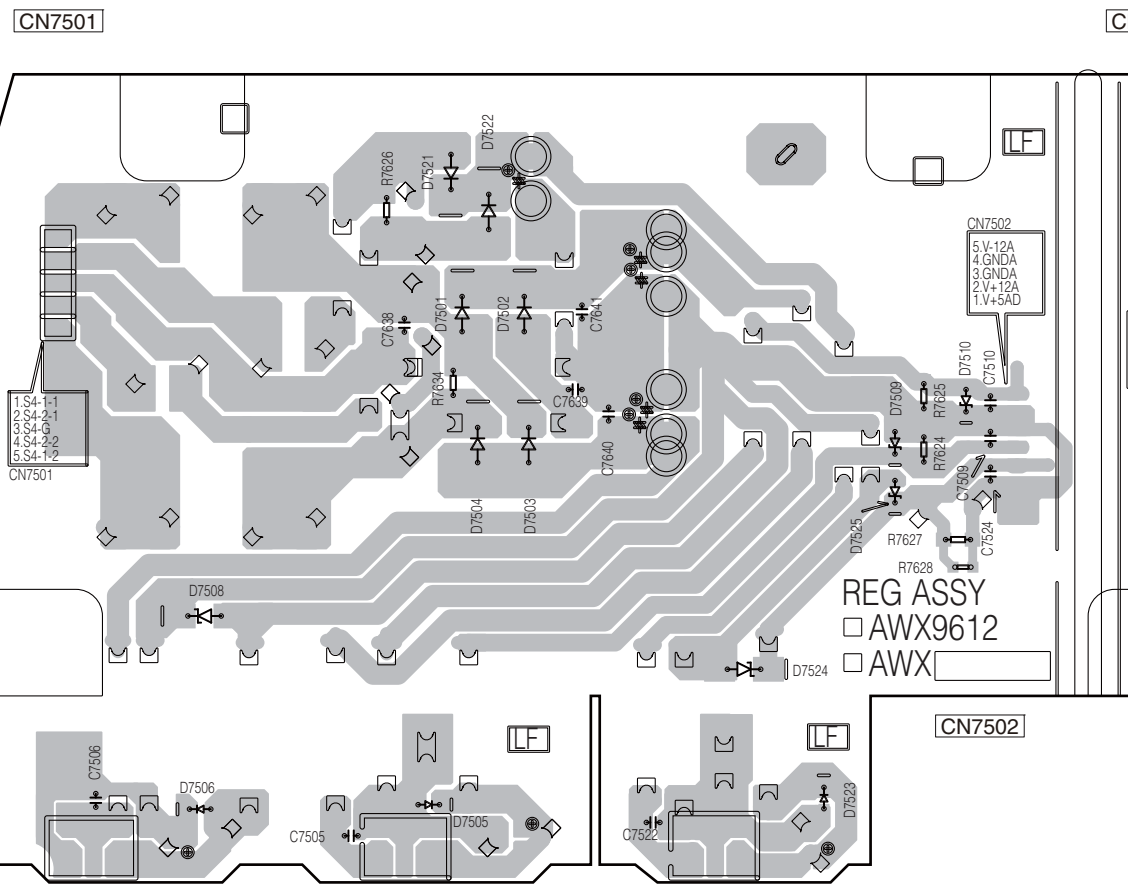 CN7501
C
D7522
D7521
R7626
LF
CN7502
5.V-12A
4.GNDA
3.GNDA
2.V+12A
1.V+5AD
D7501
D7502
C7641
C7638
R7634
C7639
D7510
C7510
D7509
R7625
1.S4-1-1
2.S4-2-1
3.S4-G
4.S4-2-2
5.S4-1-2
CN7501
C7640
R7624
C7509
D7504
D7503
D7525
R7627
C7524
R7628
D7508
REG ASSY
AWX9612
AWX
D7524
CN7502
LF
LF
C7506
D7506
D7505
C7505
C7522
D7523